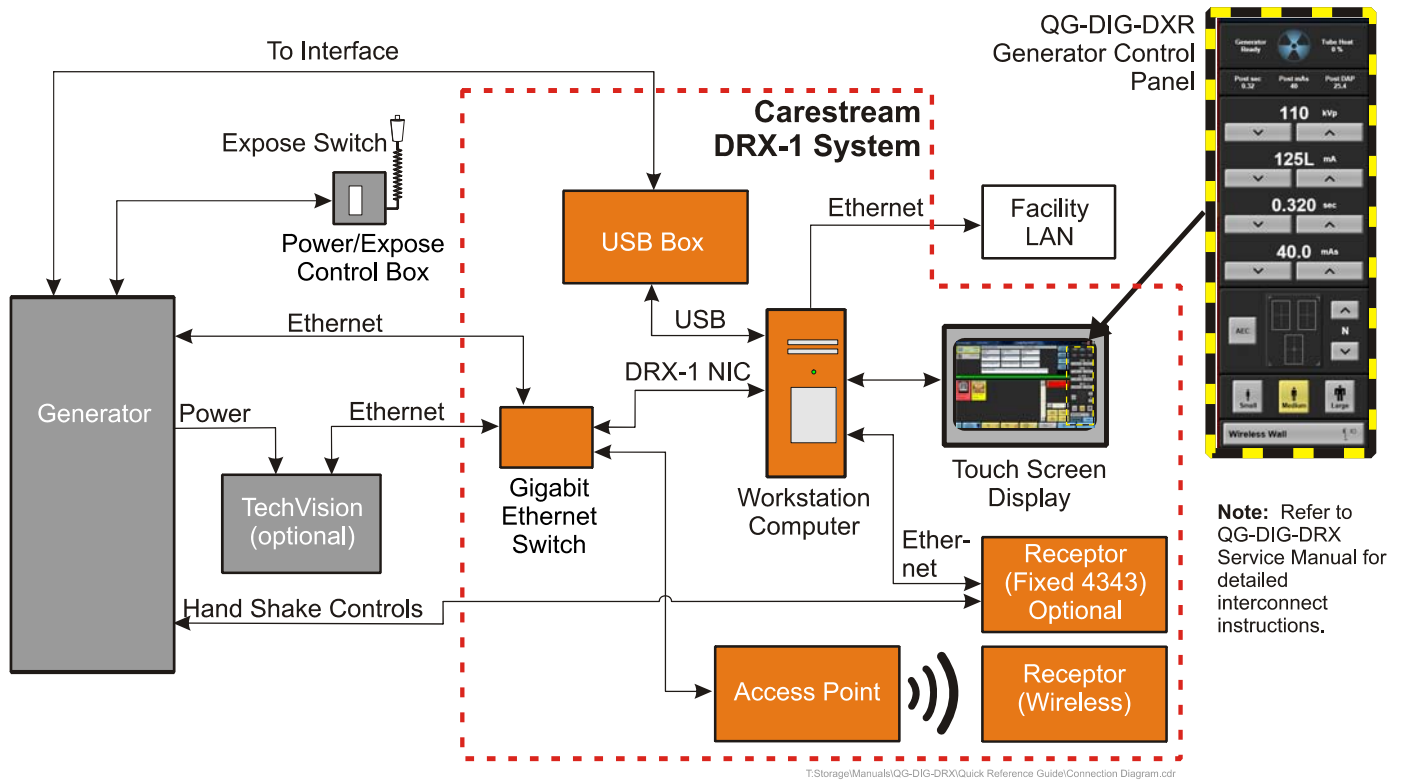 To Interface
QG-DIG-DXR
Generator Control
Panel
Carestream
DRX-1 System
Expose Switch
Power/Expose
Control Box
USB Box
Ethernet
Facility
LAN
USB
Ethernet
DRX-1 NIC
Generator
Power
Ethernet
TechVision
(optional)
Gigabit
Ethernet
Switch
Workstation
Computer
Touch Screen
Display
Ether-
net
Receptor
(Fixed 4343)
Optional
Hand Shake Controls
Access Point
Receptor
(Wireless)
Generator
Ready
Tube Heat
0 %
Post sec
0.32
Post mAs
40
Post DAP
25.4
110 kVp
125L mA
0.320 sec
40.0 mAs
AEC
N
Small
Medium
Large
Wireless Wall
Note: Refer to
QG-DIG-DRX
Service Manual for
detailed
interconnect
instructions.
T:Storage\Manuals\QG-DIG-DRX\Quick Reference Guide\Connection Diagram.cdr